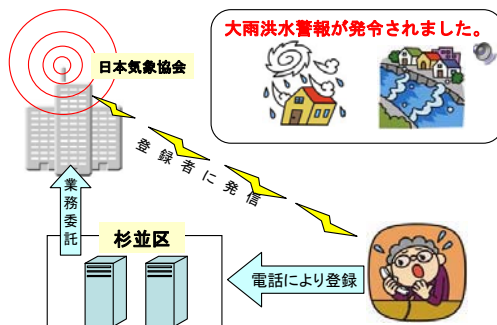 大雨洪水警報が発令されました。
日本気象協会
登録者に発信
業務委託
杉並区
電話により登録